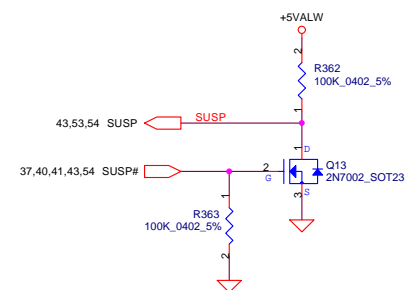 +5VALW
2
R362
100K_0402_5%
1
43,53,54 SUSP
SUSP
1
D
Q13
2N7002_SOT23
37,40,41,43,54 SUSP#
2
G
S
3
1
R363
100K_0402_5%
2